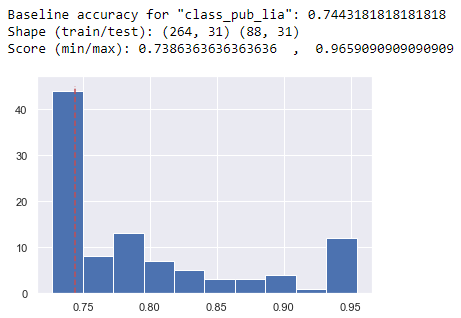 Baseline accuracy for "class_pub_lia": 0.7443181818181818
Shape (train/test): (264, 31) (88, 31)
Score (min/max): 0.7386363636363636  ,  0.9659090909090909
40
30
20
10
0
0.75 0.80 0.85 0.90 0.95